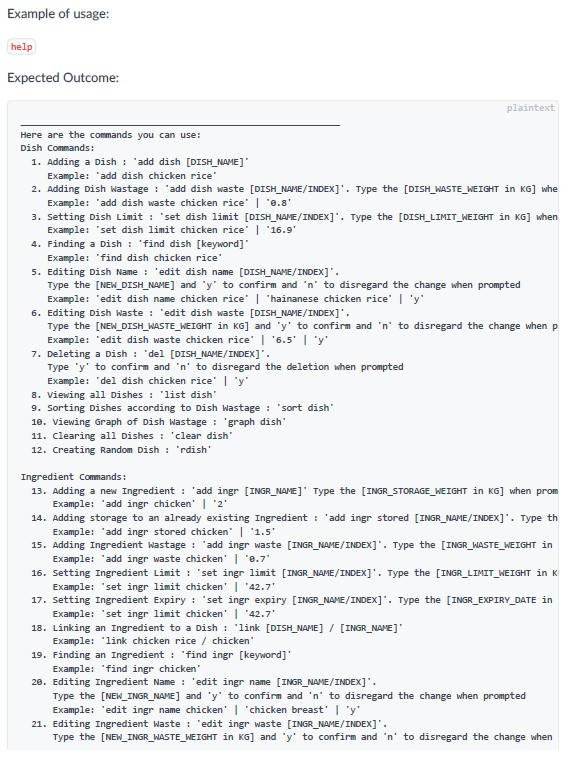 Example of usage:
help
Expected Outcome:
plaintext
Here are the commands you can use:
Dish Commands:
1. Adding a Dish : 'add dish [DISH_NAME]'
Example: 'add dish chicken rice'
2. Adding Dish Wastage : 'add dish waste [DISH_NAME/INDEX]'. Type the [DISH_WASTE_WEIGHT in KG] whe
Example: 'add dish waste chicken rice' | '0.8'
3. Setting Dish Limit : 'set dish limit [DISH_NAME/INDEX]'. Type the [DISH_LIMIT_WEIGHT in KG] when
Example: 'set dish limit chicken rice' | '16.9'
4. Finding a Dish : 'find dish [keyword]'
Example: 'find dish chicken rice'
5. Editing Dish Name : 'edit dish name [DISH_NAME/INDEX]'.
Type the [NEW_DISH_NAME] and 'y' to confirm and 'n' to disregard the change when prompted
Example: 'edit dish name chicken rice' | 'hainanese chicken rice' | 'y'
6. Editing Dish Waste : 'edit dish waste [DISH_NAME/INDEX]'.
Type the [NEW_DISH_WASTE_WEIGHT in KG] and 'y' to confirm and 'n' to disregard the change when p
Example: 'edit dish waste chicken rice' | '6.5' | 'y'
7. Deleting a Dish : 'del [DISH_NAME/INDEX]'.
Type 'y' to confirm and 'n' to disregard the deletion when prompted
Example: 'del dish chicken rice' | 'y'
8. Viewing all Dishes : 'list dish'
9. Sorting Dishes according to Dish Wastage : 'sort dish'
10. Viewing Graph of Dish Wastage : 'graph dish'
11. Clearing all Dishes : 'clear dish'
12. Creating Random Dish : 'rdish'
Ingredient Commands:
13. Adding a new Ingredient : 'add ingr [INGR_NAME]' Type the [INGR_STORAGE_WEIGHT in KG] when prom
Example: 'add ingr chicken' | '2'
14. Adding storage to an already existing Ingredient : 'add ingr stored [INGR_NAME/INDEX]'. Type th
Example: 'add ingr stored chicken' | '1.5'
15. Adding Ingredient Wastage : 'add ingr waste [INGR_NAME/INDEX]'. Type the [INGR_WASTE_WEIGHT in
Example: 'add ingr waste chicken' | '0.7'
16. Setting Ingredient Limit : 'set ingr limit [INGR_NAME/INDEX]'. Type the [INGR_LIMIT_WEIGHT in K
Example: 'set ingr limit chicken' | '42.7'
17. Setting Ingredient Expiry : 'set ingr expiry [INGR_NAME/INDEX]'. Type the [INGR_EXPIRY_DATE in
Example: 'set ingr limit chicken' | '42.7'
18. Linking an Ingredient to a Dish : 'link [DISH_NAME] / [INGR_NAME]'
Example: 'link chicken rice / chicken'
19. Finding an Ingredient : 'find ingr [keyword]'
Example: 'find ingr chicken'
20. Editing Ingredient Name : 'edit ingr name [INGR_NAME/INDEX]'.
Type the [NEW_INGR_NAME] and 'y' to confirm and 'n' to disregard the change when prompted
Example: 'edit ingr name chicken' | 'chicken breast' | 'y'
21. Editing Ingredient Waste : 'edit ingr waste [INGR_NAME/INDEX]'.
Type the [NEW_INGR_WASTE_WEIGHT in KG] and 'y' to confirm and 'n' to disregard the change when